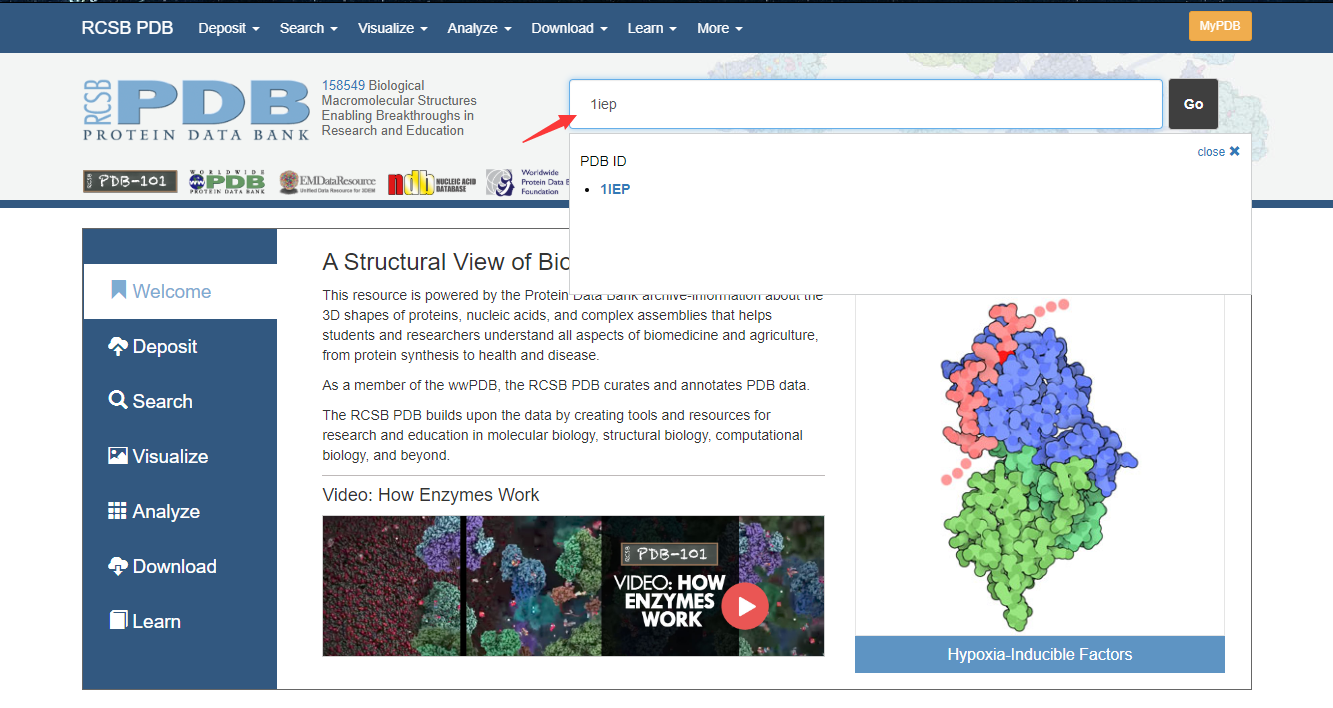 RCSB PDB Deposit Search Visualize Analyze Download Learn More MyPDB
RCSB PDB
PROTEIN DATA BANK
158549 Biological
Macromolecular Structures
Enabling Breakthroughs in
Research and Education
1iep
Go
close
PDB ID
1IEP
PDB-101
WORLDWIDE
PDB
PROTEIN DATA BANK
EMDataResource
Unified Data Resource for 3DEM
ndb NUCLEIC ACID
DATABASE
Worldwide
Protein Data B
Foundation
Welcome
Deposit
Search
Visualize
Analyze
Download
Learn
A Structural View of Bio
This resource is powered by the Protein Data Bank archive-information about the
3D shapes of proteins, nucleic acids, and complex assemblies that helps
students and researchers understand all aspects of biomedicine and agriculture,
from protein synthesis to health and disease.
As a member of the wwPDB, the RCSB PDB curates and annotates PDB data.
The RCSB PDB builds upon the data by creating tools and resources for
research and education in molecular biology, structural biology, computational
biology, and beyond.
Video: How Enzymes Work
RCSB PDB-101
VIDEO: HOW
ENZYMES
WORK
Hypoxia-Inducible Factors